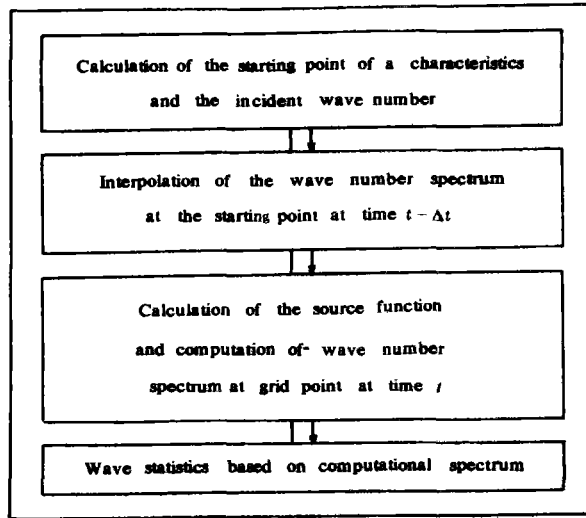 Calculation of the starting point of a characteristics
and the incident wave number
Interpolation of the wave number spectrum
at the starting point at time t - Δt
Calculation of the source function
and computation of- wave number
spectrum at grid point at time t
Wave statistics based on computational spectrum